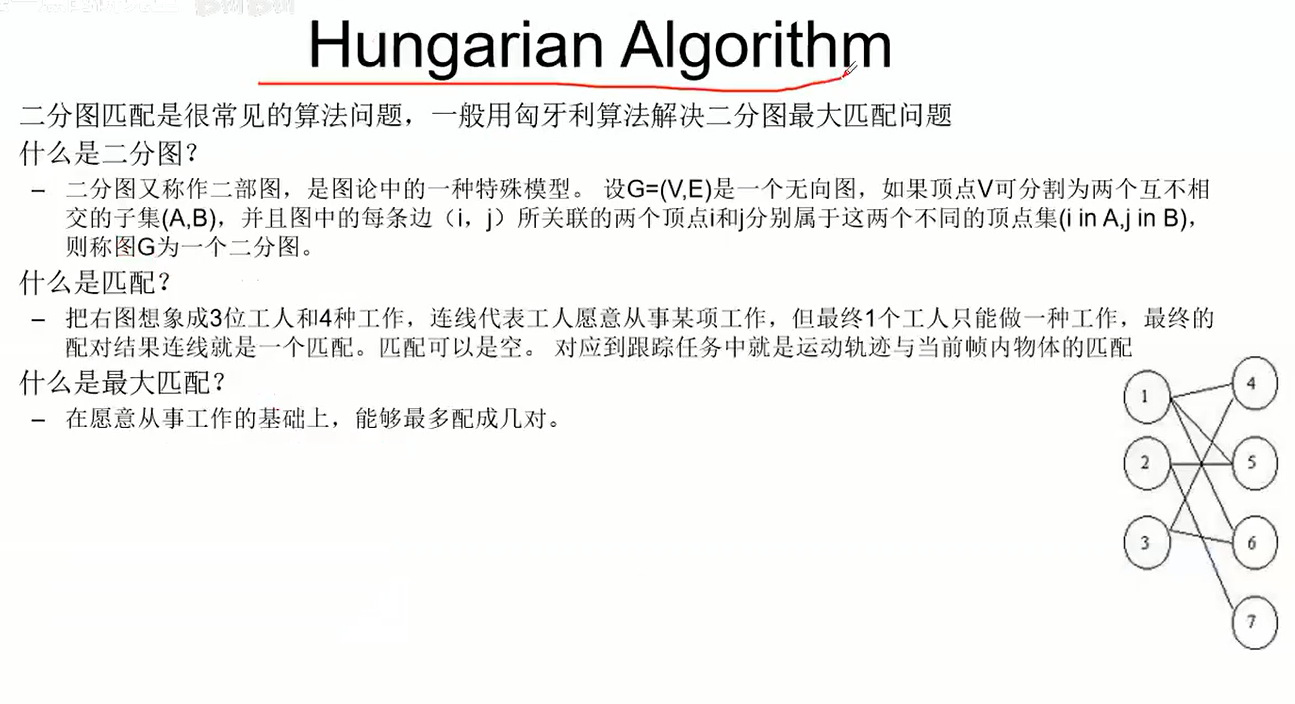 Hungarian Algorithm
二分图匹配是很常见的算法问题，一般用匈牙利算法解决二分图最大匹配问题
什么是二分图？
– 二分图又称作二部图，是图论中的一种特殊模型。 设G=(V,E)是一个无向图，如果顶点V可分割为两个互不相
交的子集(A,B)，并且图中的每条边（i，j）所关联的两个顶点i和j分别属于这两个不同的顶点集(i in A,j in B)，
则称图G为一个二分图。
什么是匹配？
– 把右图想象成3位工人和4种工作，连线代表工人愿意从事某项工作，但最终1个工人只能做一种工作，最终的
配对结果连线就是一个匹配。匹配可以是空。 对应到跟踪任务中就是运动轨迹与当前帧内物体的匹配
什么是最大匹配？
– 在愿意从事工作的基础上，能够最多配成几对。
1 4
2 5
3 6
7